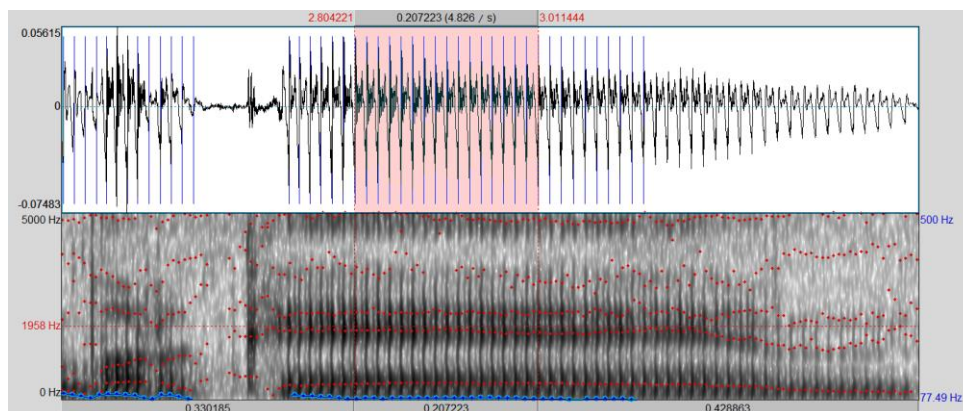 2.804221 0.207223 (4.826 / s) 3.011444
0.05615
0
-0.07483
5000 Hz 500 Hz
1958 Hz
0 Hz 77.49 Hz
0.330185 0.207223 0.428863